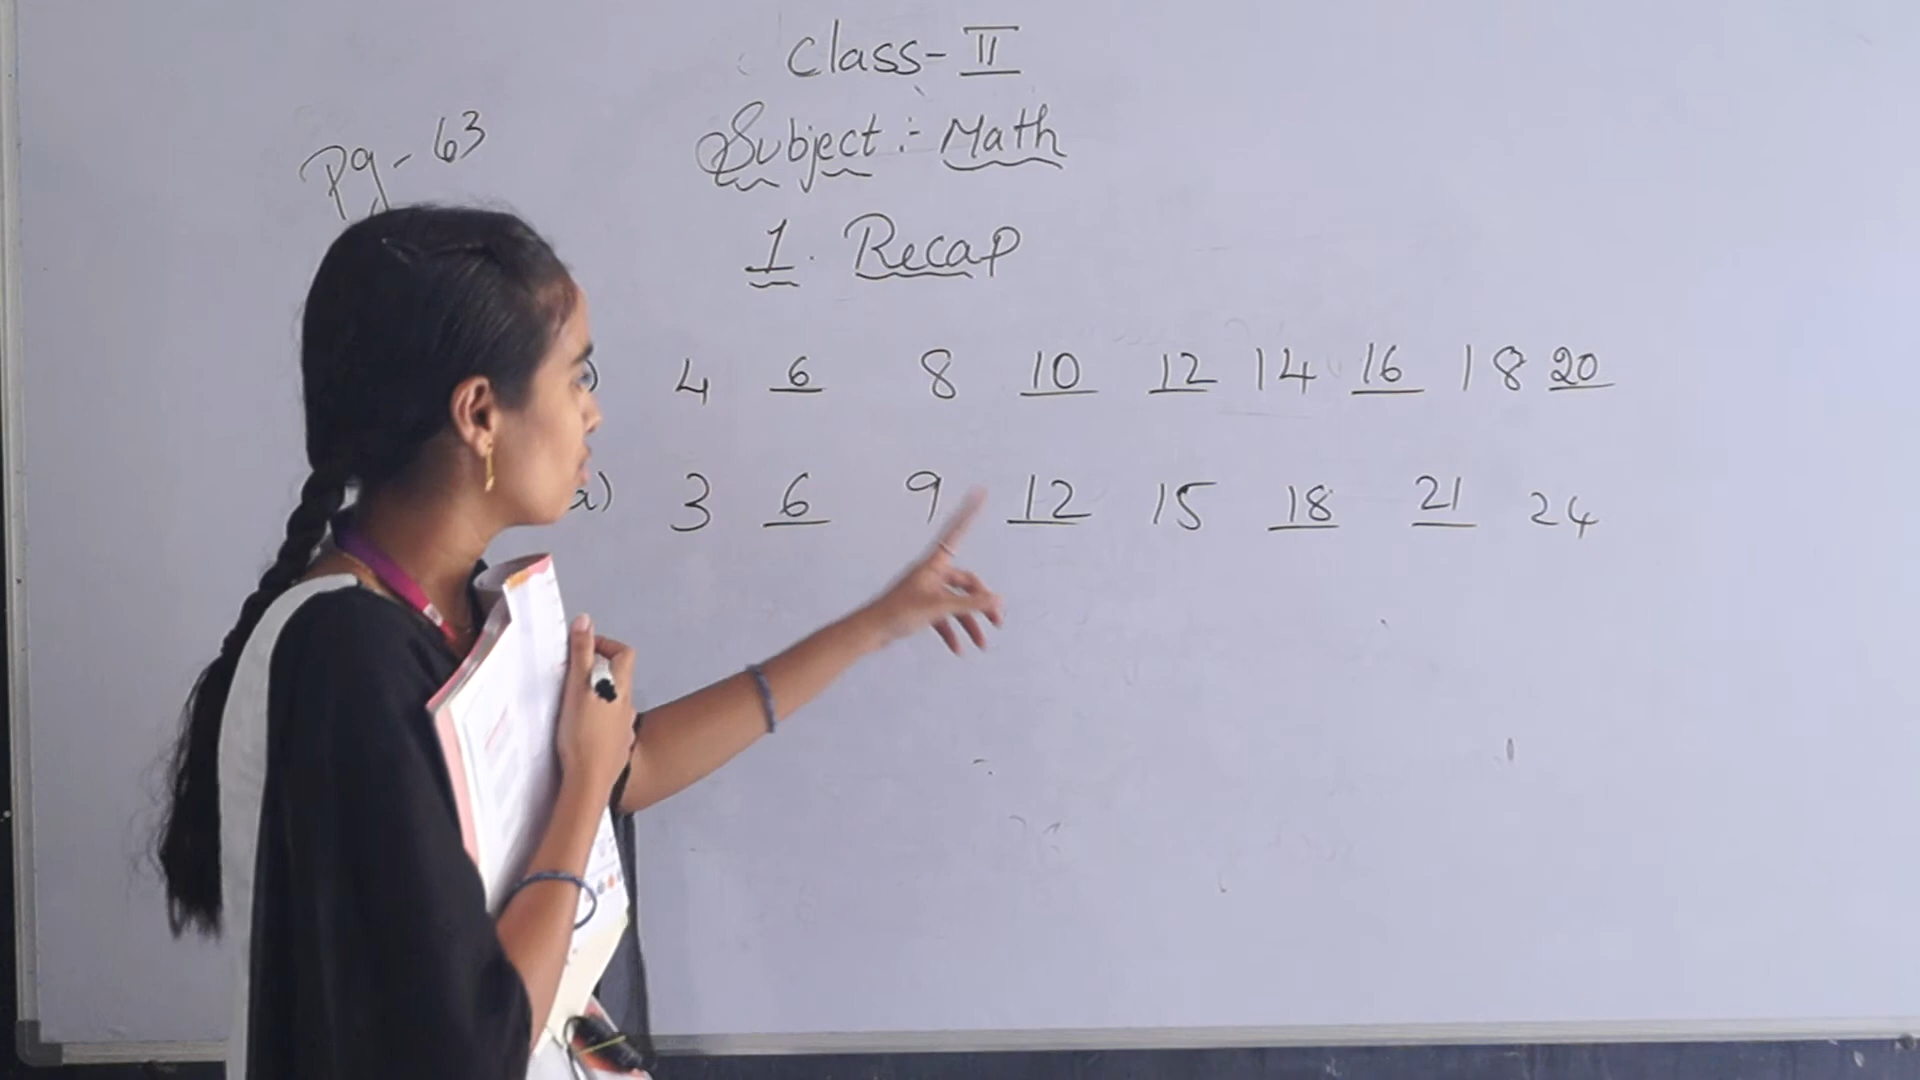 Class-II
Pg-63
Subject:- Math
1. Recap
) 4 6 8 10 12 14 16 18 20
a) 3 6 9 12 15 18 21 24